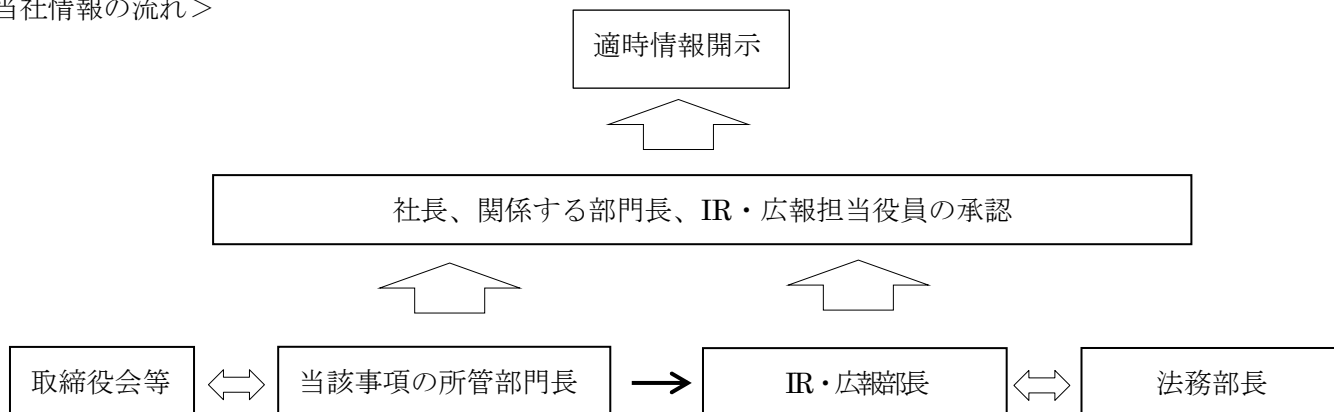 当社情報の流れ＞
適時情報開示
社長、関係する部門長、IR・広報担当役員の承認
取締役会等
当該事項の所管部門長
IR・広報部長
法務部長